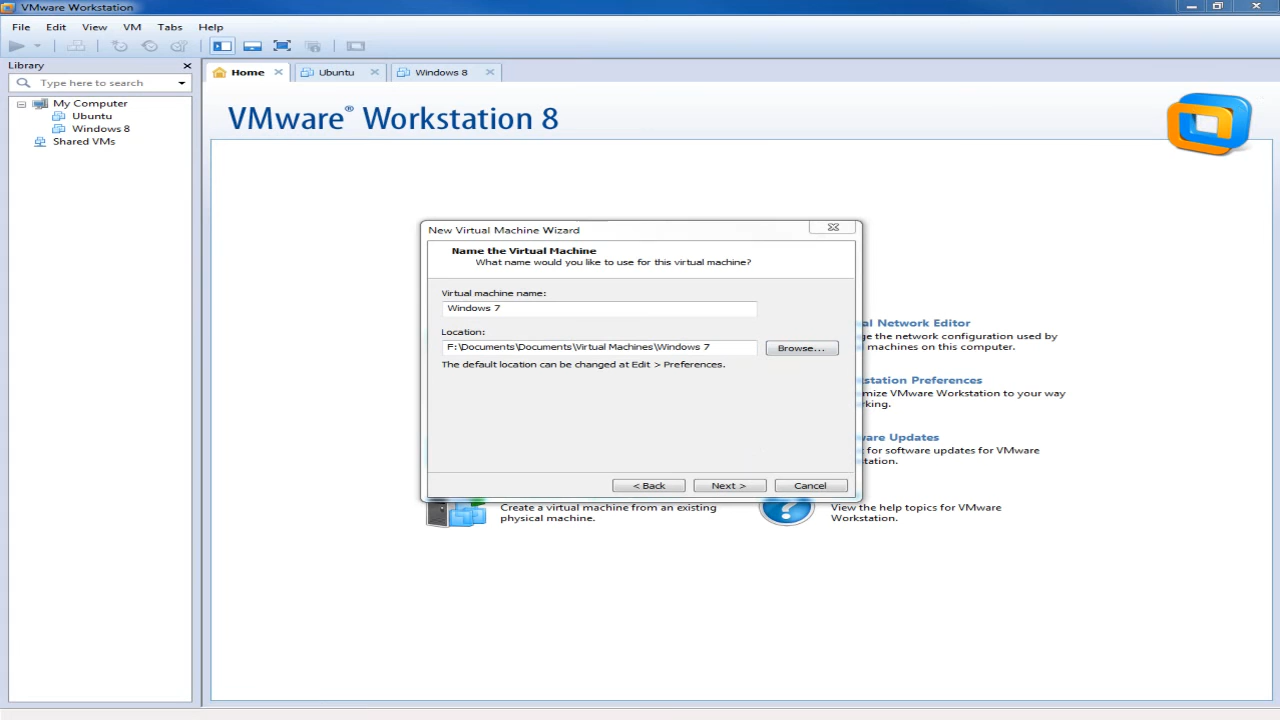 VMware Workstation
File Edit View VM Tabs Help
Library
Type here to search
My Computer
Ubuntu
Windows 8
Shared VMs
Home Ubuntu Windows 8
VMware® Workstation 8
New Virtual Machine Wizard
Name the Virtual Machine
What name would you like to use for this virtual machine?
Virtual machine name:
Windows 7
Location:
F:\Documents\Documents\Virtual Machines\Windows 7
Browse...
The default location can be changed at Edit > Preferences.
< Back Next > Cancel
al Network Editor
ge the network configuration used by
machines on this computer.
station Preferences
mize VMware Workstation to your way
rking.
are Updates
for software updates for VMware
station.
Create a virtual machine from an existing
physical machine.
View the help topics for VMware
Workstation.